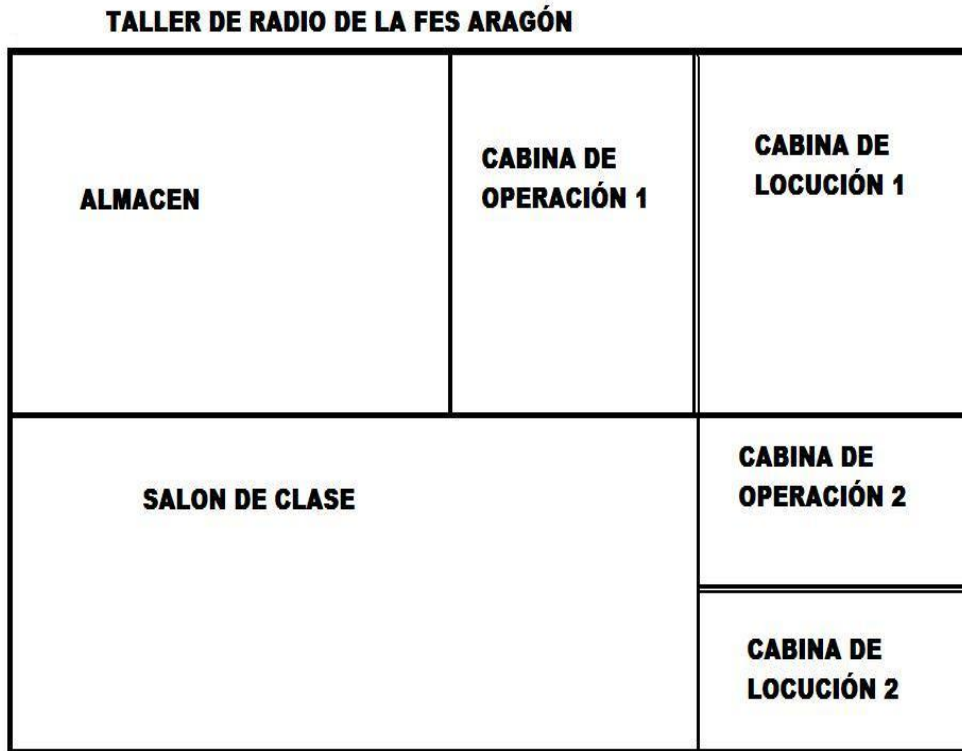 TALLER DE RADIO DE LA FES ARAGÓN
ALMACEN
CABINA DE
OPERACIÓN 1
CABINA DE
LOCUCIÓN 1
SALON DE CLASE
CABINA DE
OPERACIÓN 2
CABINA DE
LOCUCIÓN 2